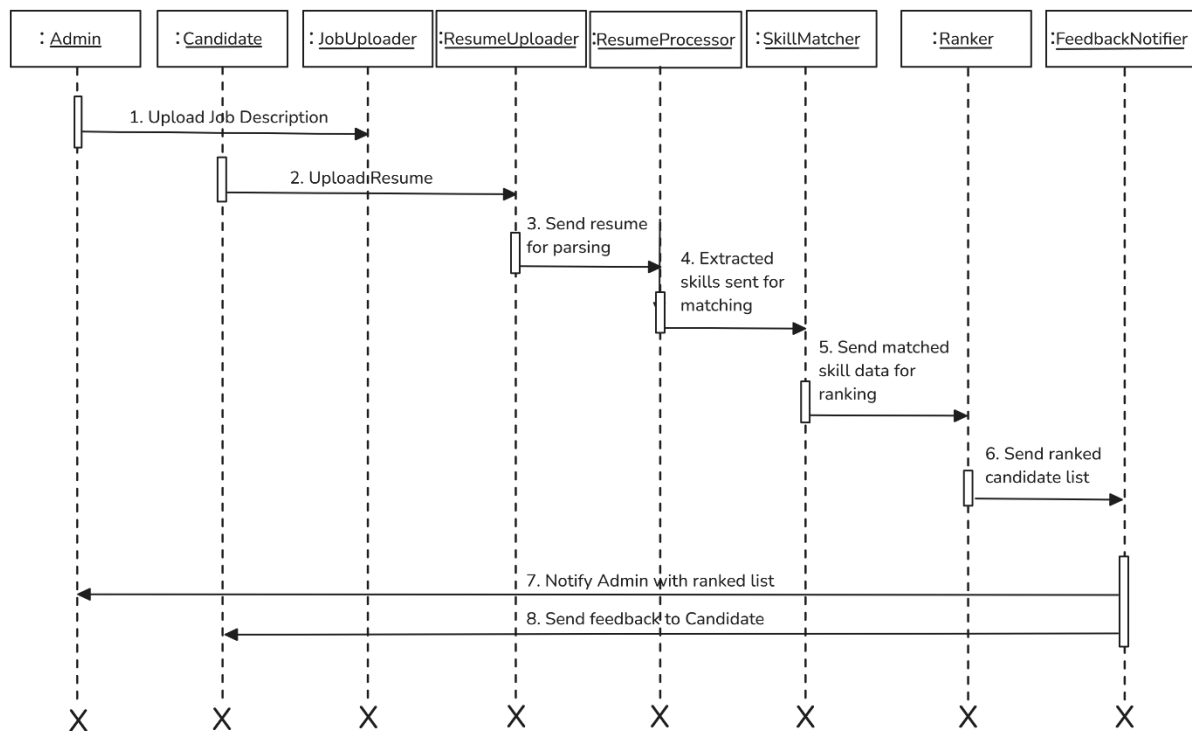 : Admin
:Candidate
:JobUploader
:ResumeUploader
:ResumeProcessor
:SkillMatcher
:Ranker
:FeedbackNotifier
1. Upload Job Description
2. Upload Resume
3. Send resume
for parsing
4. Extracted
skills sent for
matching
5. Send matched
skill data for
ranking
6. Send ranked
candidate list
7. Notify Admin with ranked list
8. Send feedback to Candidate